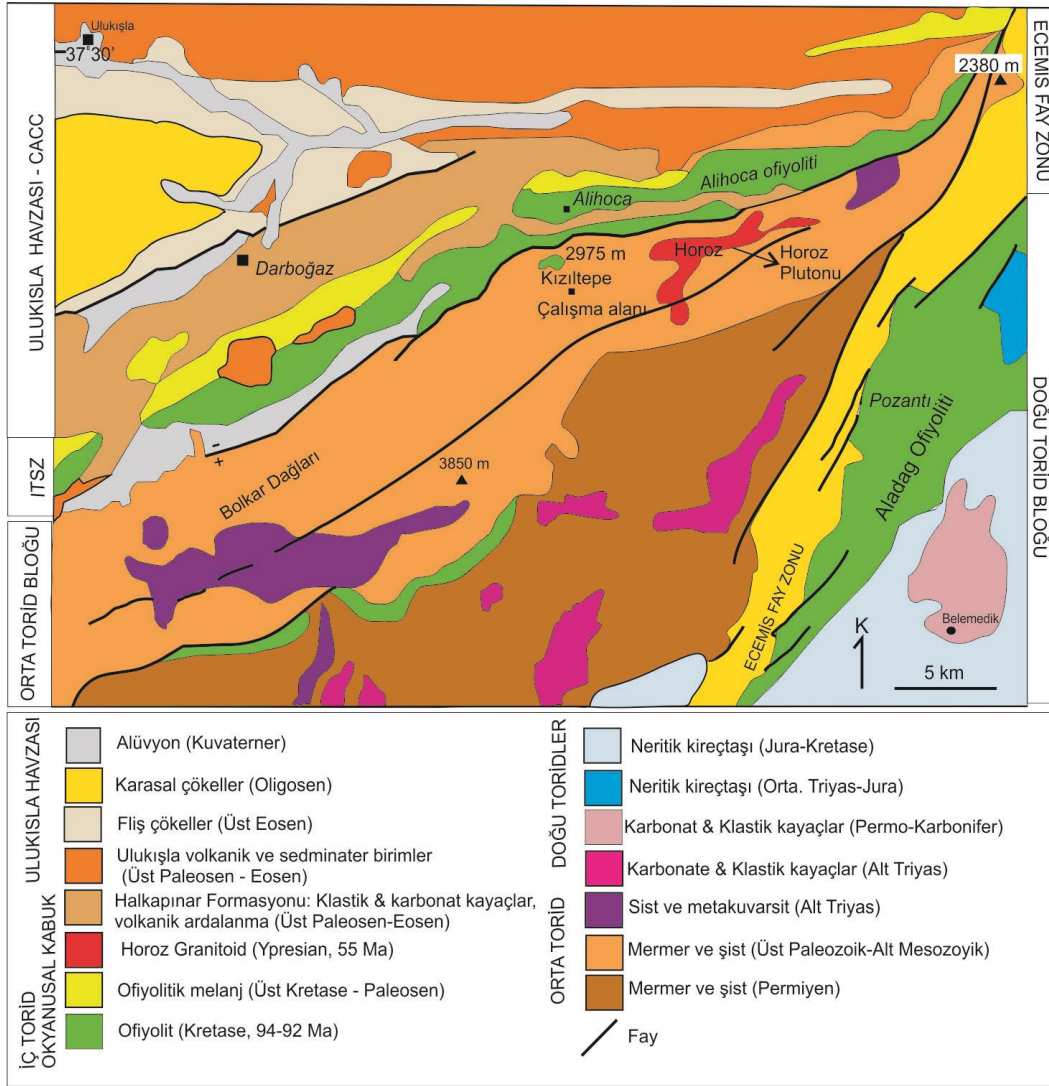 Ulukışla
37°30'
2380 m
Alihoca ofiyoliti
Alihoca
Darboğaz
2975 m
Kızıltepe
Çalışma alanı
Horoz
Horoz
Plutonu
Pozantı
Aladag Ofiyoliti
-
+
Bolkar Dağları
3850 m
ECEMİS FAY ZONU
Belemedik
K
5 km
ULUKISLA HAVZASI - CACC
ITSZ
ORTA TORİD BLOĞU
ECEMIS FAY ZONU
DOĞU TORİD BLOĞU
ULUKISLA HAVZASI
Alüvyon (Kuvaterner)
Karasal çökeller (Oligosen)
Fliş çökeller (Üst Eosen)
Ulukışla volkanik ve sedminater birimler
(Üst Paleosen - Eosen)
Halkapınar Formasyonu: Klastik & karbonat kayaçlar,
volkanik ardalanma (Üst Paleosen-Eosen)
İÇ TORİD
OKYANUSAL KABUK
Horoz Granitoid (Ypresian, 55 Ma)
Ofiyolitik melanj (Üst Kretase - Paleosen)
Ofiyolit (Kretase, 94-92 Ma)
DOĞU TORİDLER
Neritik kireçtaşı (Jura-Kretase)
Neritik kireçtaşı (Orta. Triyas-Jura)
Karbonat & Klastik kayaçlar (Permo-Karbonifer)
Karbonate & Klastik kayaçlar (Alt Triyas)
ORTA TORİD
Sist ve metakuvarsit (Alt Triyas)
Mermer ve şist (Üst Paleozoik-Alt Mesozoyik)
Mermer ve şist (Permiyen)
Fay